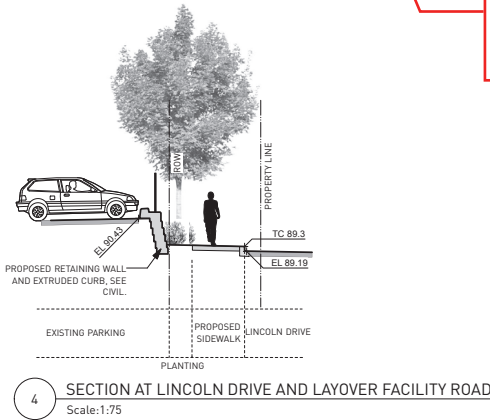 ROW
PROPERTY LINE
EL 90.43
TC 89.3
EL 89.19
PROPOSED RETAINING WALL
AND EXTRUDED CURB, SEE
CIVIL.
EXISTING PARKING
PROPOSED
SIDEWALK
LINCOLN DRIVE
PLANTING
4
SECTION AT LINCOLN DRIVE AND LAYOVER FACILITY ROAD
Scale:1:75